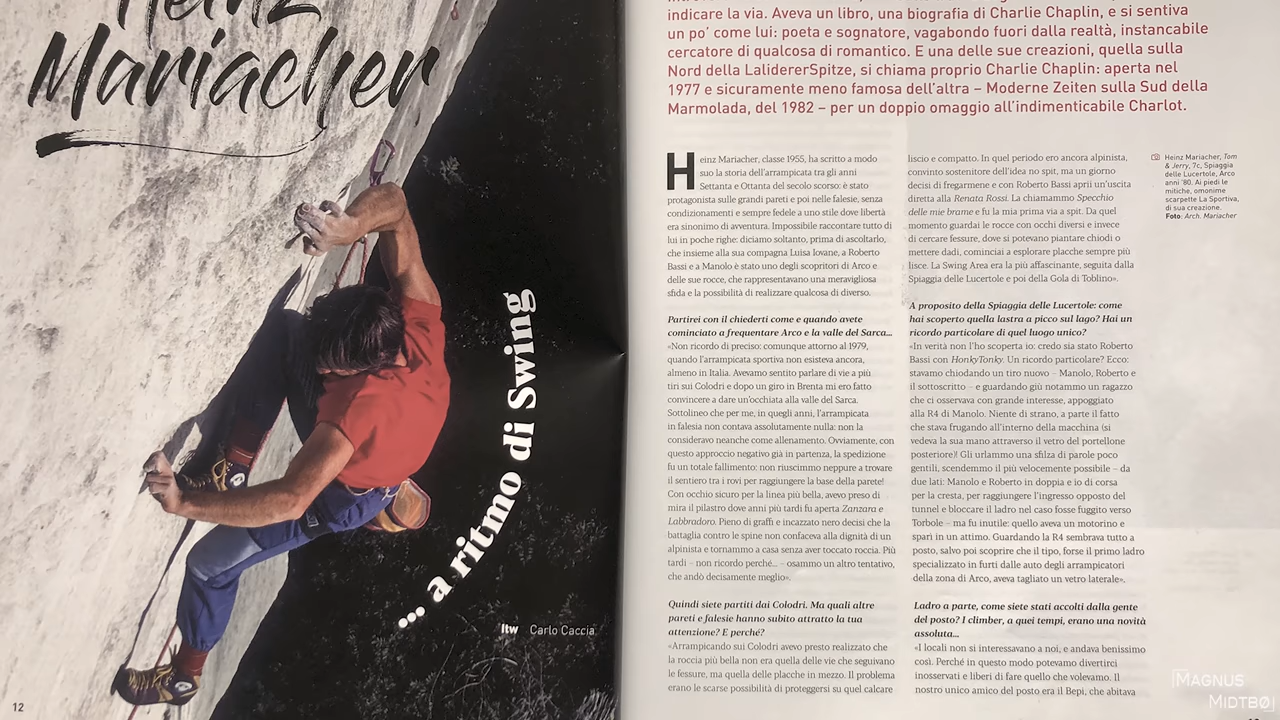 Heinz
Mariacher
... a ritmo di Swing
Itw Carlo Caccia
12
indicare la via. Aveva un libro, una biografia di Charlie Chaplin, e si sentiva
un po' come lui: poeta e sognatore, vagabondo fuori dalla realtà, instancabile
cercatore di qualcosa di romantico. E una delle sue creazioni, quella sulla
Nord della LalidererSpitze, si chiama proprio Charlie Chaplin: aperta nel
1977 e sicuramente meno famosa dell'altra – Moderne Zeiten sulla Sud della
Marmolada, del 1982 – per un doppio omaggio all'indimenticabile Charlot.
Heinz Mariacher, classe 1955, ha scritto a modo
suo la storia dell'arrampicata tra gli anni
Settanta e Ottanta del secolo scorso: è stato
protagonista sulle grandi pareti e poi nelle falesie, senza
condizionamenti e sempre fedele a uno stile dove libertà
era sinonimo di avventura. Impossibile raccontare tutto di
lui in poche righe: diciamo soltanto, prima di ascoltarlo,
che insieme alla sua compagna Luisa Iovane, a Roberto
Bassi e a Manolo è stato uno degli scopritori di Arco e
delle sue rocce, che rappresentavano una meravigliosa
sfida e la possibilità di realizzare qualcosa di diverso.
Partirei con il chiederti come e quando avete
cominciato a frequentare Arco e la valle del Sarca...
«Non ricordo di preciso: comunque attorno al 1979,
quando l'arrampicata sportiva non esisteva ancora,
almeno in Italia. Avevamo sentito parlare di vie a più
tiri sui Colodri e dopo un giro in Brenta mi ero fatto
convincere a dare un'occhiata alla valle del Sarca.
Sottolineo che per me, in quegli anni, l'arrampicata
in falesia non contava assolutamente nulla: non la
consideravo neanche come allenamento. Ovviamente, con
questo approccio negativo già in partenza, la spedizione
fu un totale fallimento: non riuscimmo neppure a trovare
il sentiero tra i rovi per raggiungere la base della parete!
Con occhio sicuro per la linea più bella, avevo preso di
mira il pilastro dove anni più tardi fu aperta Zanzara e
Labbradoro. Pieno di graffi e incazzato nero decisi che la
battaglia contro le spine non confaceva alla dignità di un
alpinista e tornammo a casa senza aver toccato roccia. Più
tardi – non ricordo perché... – osammo un altro tentativo,
che andò decisamente meglio».
Quindi siete partiti dai Colodri. Ma quali altre
pareti e falesie hanno subito attratto la tua
attenzione? E perché?
«Arrampicando sui Colodri avevo presto realizzato che
la roccia più bella non era quella delle vie che seguivano
le fessure, ma quella delle placche in mezzo. Il problema
erano le scarse possibilità di proteggersi su quel calcare
liscio e compatto. In quel periodo ero ancora alpinista,
convinto sostenitore dell'idea no spit, ma un giorno
decisi di fregarmene e con Roberto Bassi aprii un'uscita
diretta alla Renata Rossi. La chiamammo Specchio
delle mie brame e fu la mia prima via a spit. Da quel
momento guardai le rocce con occhi diversi e invece
di cercare fessure, dove si potevano piantare chiodi o
mettere dadi, cominciai a esplorare placche sempre più
lisce. La Swing Area era la più affascinante, seguita dalla
Spiaggia delle Lucertole e poi della Gola di Toblino».
A proposito della Spiaggia delle Lucertole: come
hai scoperto quella lastra a picco sul lago? Hai un
ricordo particolare di quel luogo unico?
«In verità non l'ho scoperta io: credo sia stato Roberto
Bassi con HonkyTonky. Un ricordo particolare? Ecco:
stavamo chiodando un tiro nuovo – Manolo, Roberto e
il sottoscritto – e guardando giù notammo un ragazzo
che ci osservava con grande interesse, appoggiato
alla R4 di Manolo. Niente di strano, a parte il fatto
che stava frugando all'interno della macchina (si
vedeva la sua mano attraverso il vetro del portellone
posteriore)! Gli urlammo una sfilza di parole poco
gentili, scendemmo il più velocemente possibile – da
due lati: Manolo e Roberto in doppia e io di corsa
per la cresta, per raggiungere l'ingresso opposto del
tunnel e bloccare il ladro nel caso fosse fuggito verso
Torbole – ma fu inutile: quello aveva un motorino e
sparì in un attimo. Guardando la R4 sembrava tutto a
posto, salvo poi scoprire che il tipo, forse il primo ladro
specializzato in furti dalle auto degli arrampicatori
della zona di Arco, aveva tagliato un vetro laterale».
Ladro a parte, come siete stati accolti dalla gente
del posto? I climber, a quei tempi, erano una novità
assoluta...
«I locali non si interessavano a noi, e andava benissimo
così. Perché in questo modo potevamo divertirci
inosservati e liberi di fare quello che volevamo. Il
nostro unico amico del posto era il Bepi, che abitava
Heinz Mariacher, Tom
& Jerry, 7c, Spiaggia
delle Lucertole, Arco
anni '80. Ai piedi le
mitiche, omonime
scarpette La Sportiva,
di sua creazione.
Foto: Arch. Mariacher
MAGNUS
MIDTBØ